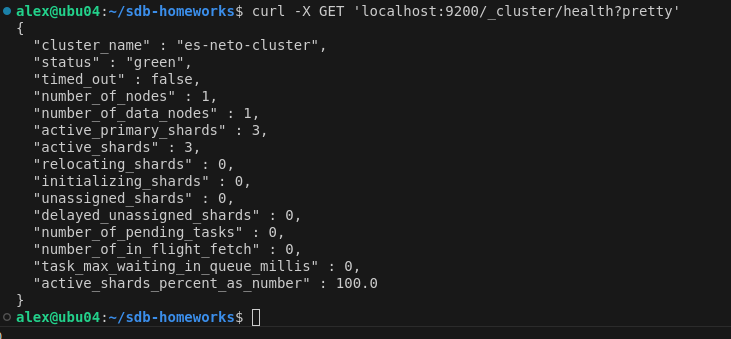 alex@ubu04:~/sdb-homeworks$ curl -X GET 'localhost:9200/_cluster/health?pretty'
{
  "cluster_name" : "es-neto-cluster",
  "status" : "green",
  "timed_out" : false,
  "number_of_nodes" : 1,
  "number_of_data_nodes" : 1,
  "active_primary_shards" : 3,
  "active_shards" : 3,
  "relocating_shards" : 0,
  "initializing_shards" : 0,
  "unassigned_shards" : 0,
  "delayed_unassigned_shards" : 0,
  "number_of_pending_tasks" : 0,
  "number_of_in_flight_fetch" : 0,
  "task_max_waiting_in_queue_millis" : 0,
  "active_shards_percent_as_number" : 100.0
}
alex@ubu04:~/sdb-homeworks$